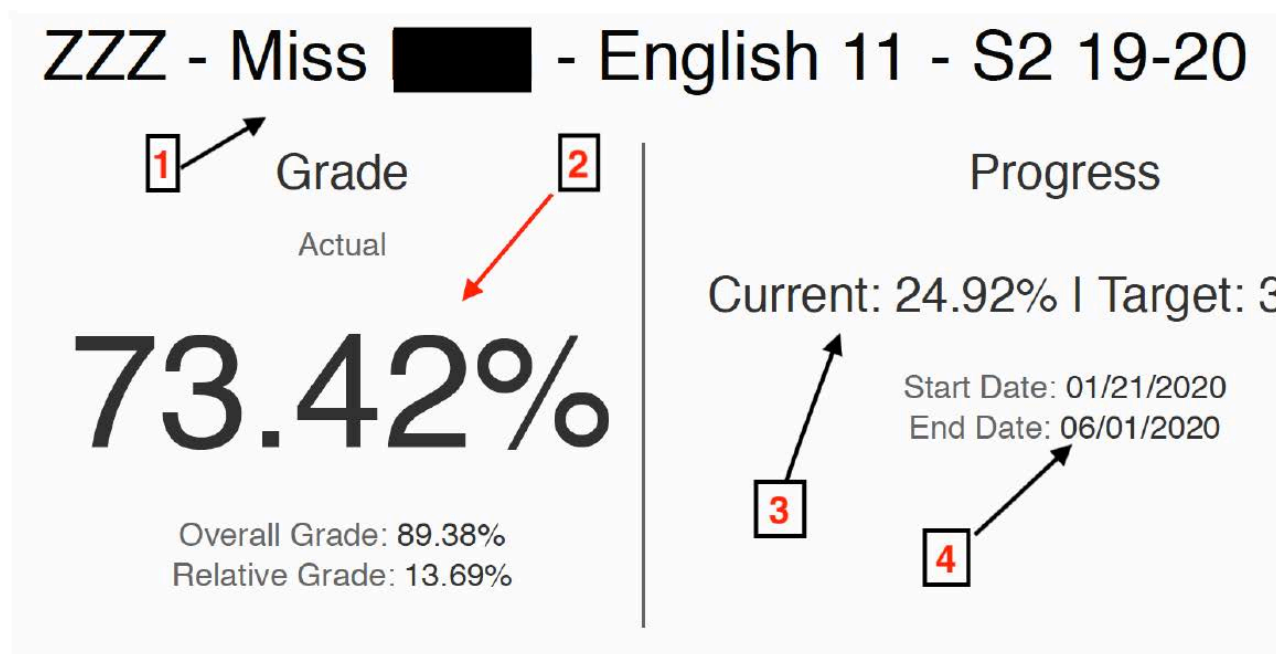 ZZZ - Miss - English 11 - S2 19-20
1
2
Grade
Actual
73.42%
Overall Grade: 89.38%
Relative Grade: 13.69%
Progress
Current: 24.92% | Target: 3
Start Date: 01/21/2020
End Date: 06/01/2020
3
4